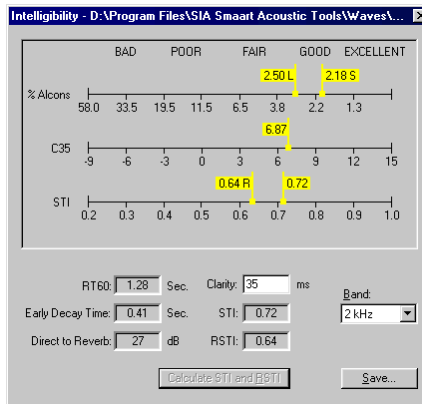 Intelligibility - D:\Program Files\SIA Smaart Acoustic Tools\Waves\...
BAD POOR FAIR GOOD EXCELLENT
2.50 L 2.18 S
% Alcons
58.0 33.5 19.5 11.5 6.5 3.8 2.2 1.3
6.87
C35
-9 -6 -3 0 3 6 9 12 15
0.64 R 0.72
STI
0.2 0.3 0.4 0.5 0.6 0.7 0.8 0.9 1.0
RT60: 1.28 Sec. Clarity: 35 ms
Band:
Early Decay Time: 0.41 Sec. STI: 0.72 2 kHz
Direct to Reverb: 27 dB RSTI: 0.64
Calculate STI and RSTI Save...